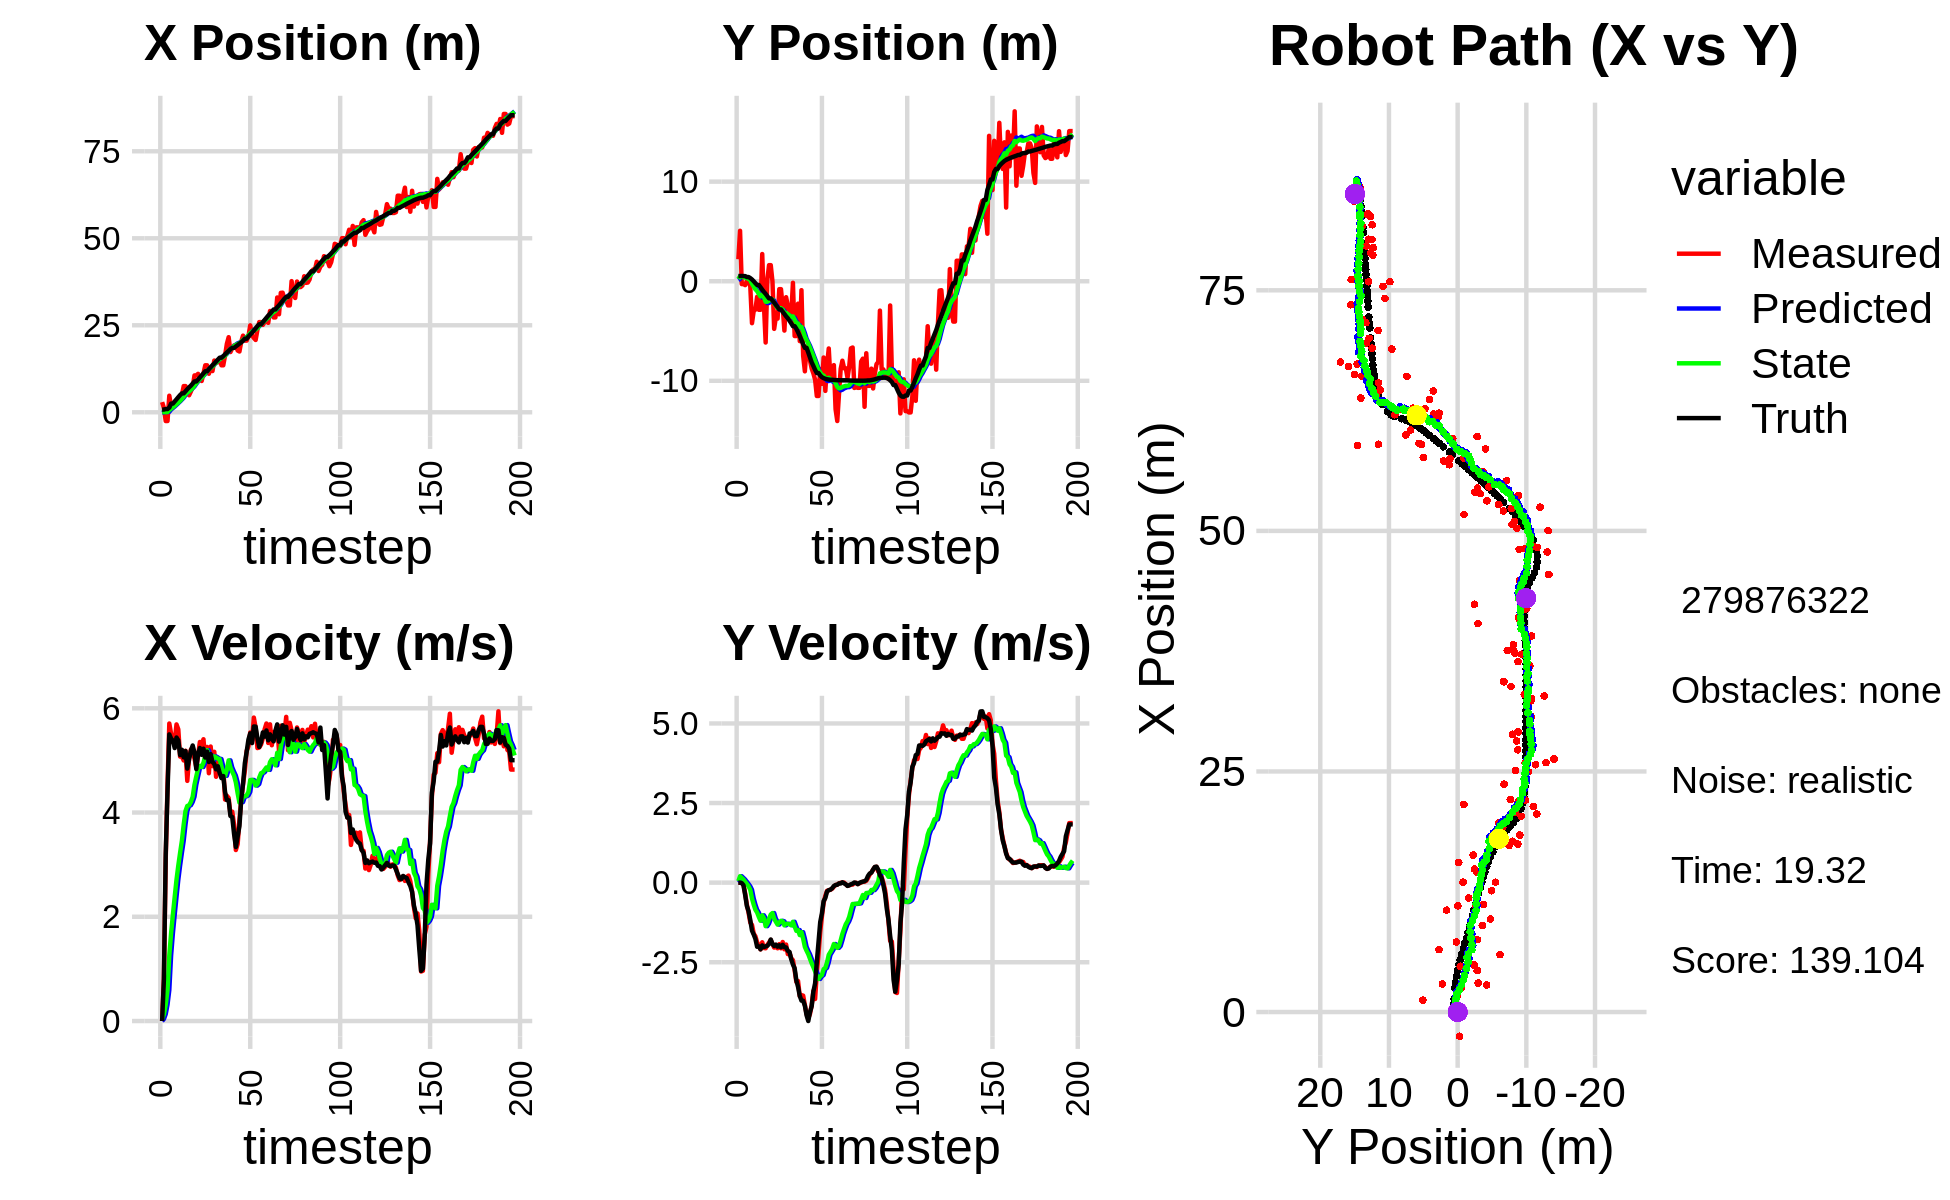 X Position (m)
75
50
25
0
0
50
100
150
200
timestep
Y Position (m)
10
0
-10
0
50
100
150
200
timestep
X Velocity (m/s)
6
4
2
0
0
50
100
150
200
timestep
Y Velocity (m/s)
5.0
2.5
0.0
-2.5
0
50
100
150
200
timestep
Robot Path (X vs Y)
X Position (m)
75
50
25
0
20 10 0 -10 -20
Y Position (m)
variable
Measured
Predicted
State
Truth
279876322
Obstacles: none
Noise: realistic
Time: 19.32
Score: 139.104